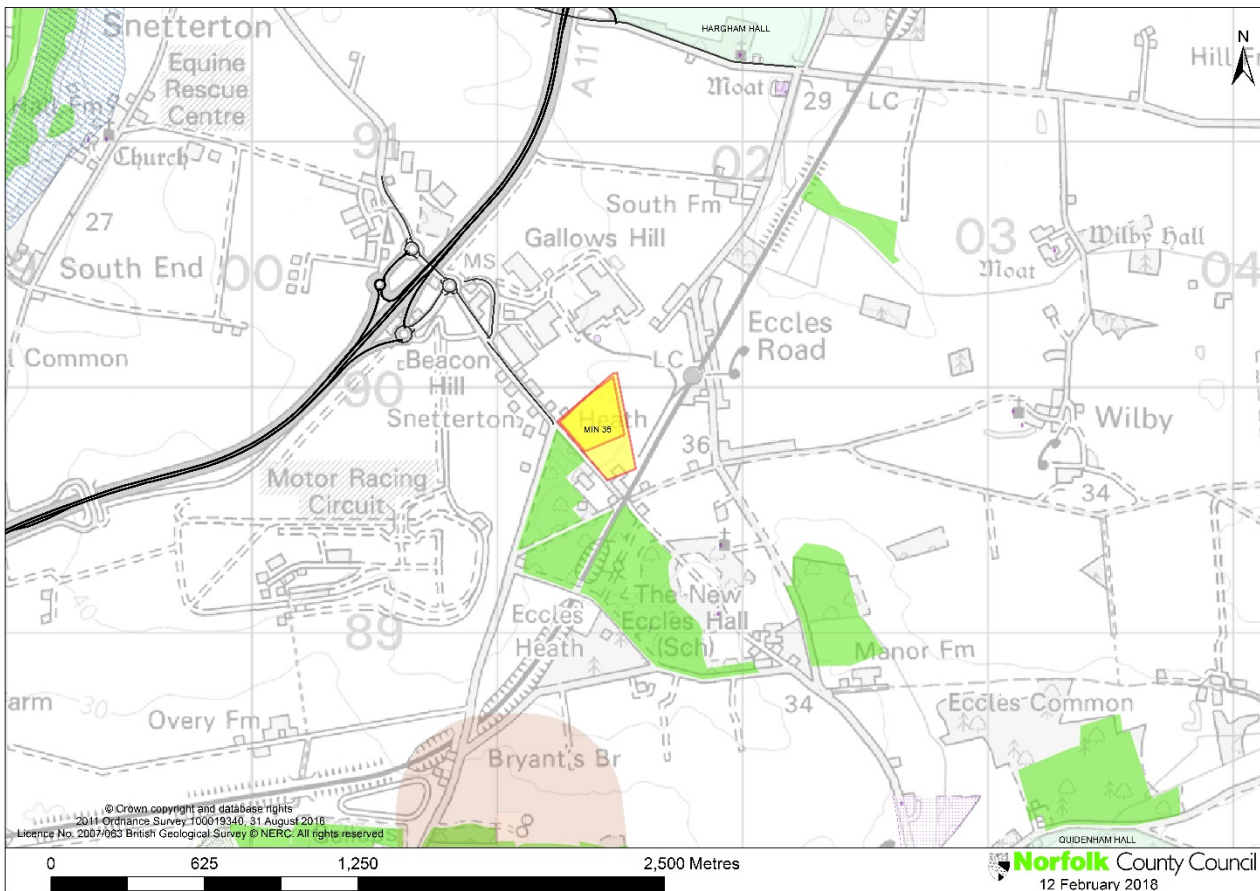 Snetterton
HARGHAM HALL
N
Equine
Rescue
Centre
A 11
Moat
29
LC
Church
91
02
27
South Fm
03
Wilby Hall
Moat
04
Gallows Hill
MS
South End
00
Eccles
Road
LC
Common
Beacon
Hill
90
Snetterton
Heath
MIN 35
Wilby
36
34
Motor Racing
Circuit
The New
Eccles Hall
(Sch)
Eccles
Heath
89
40
Manor Fm
arm
30
Overy Fm
34
Eccles Common
Bryant's Br
© Crown copyright and database rights
2011 Ordnance Survey 100019340, 31 August 2016
Licence No. 2007/063 British Geological Survey © NERC. All rights reserved
QUIDENHAM HALL
0 625 1,250 2,500 Metres
Norfolk County Council
12 February 2018